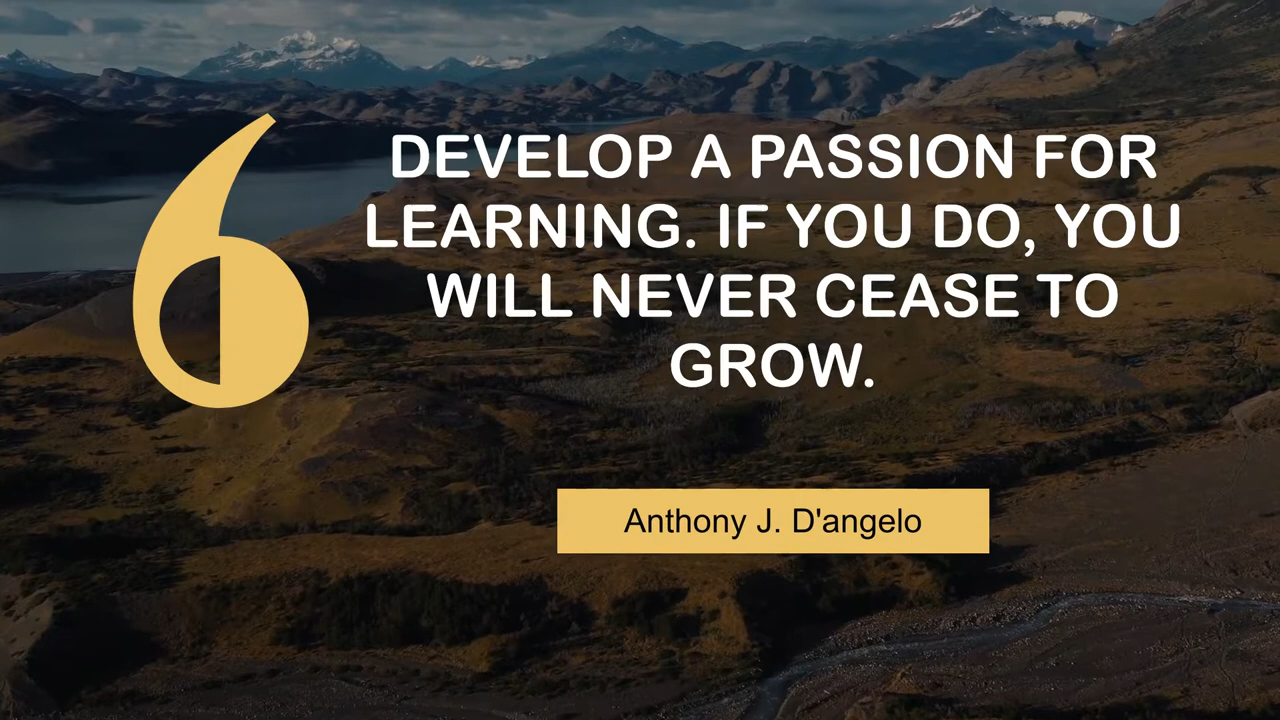 DEVELOP A PASSION FOR
LEARNING. IF YOU DO, YOU
WILL NEVER CEASE TO
GROW.
Anthony J. D'angelo